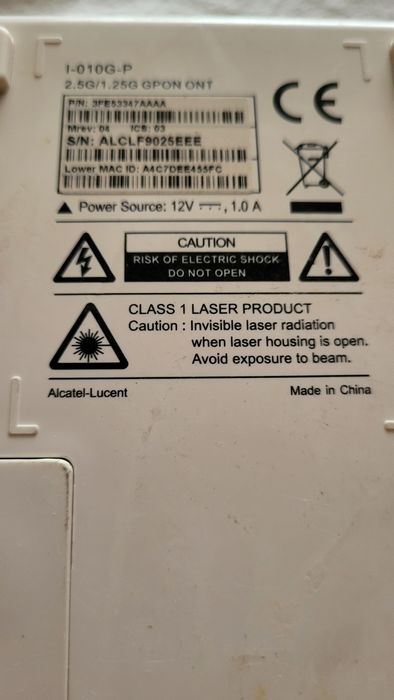 I-010G-P
2.5G/1.25G GPON ONT
P/N: 3FE53347AAAA
Mrev: 04 ICS: 03
S/N: ALCLF9025EEE
Lower MAC ID: A4C7DEE455FC
Power Source: 12V ⎓, 1.0 A
CE
CAUTION
RISK OF ELECTRIC SHOCK
DO NOT OPEN
CLASS 1 LASER PRODUCT
Caution : Invisible laser radiation
when laser housing is open.
Avoid exposure to beam.
Alcatel-Lucent Made in China